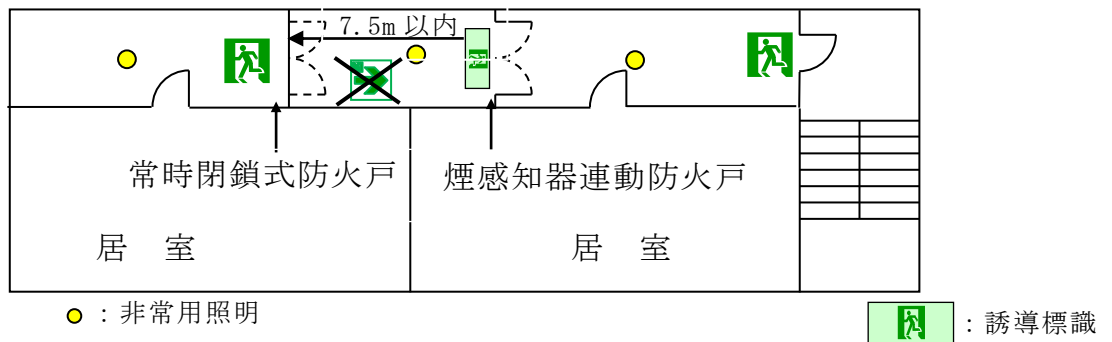 7.5m 以内
常時閉鎖式防火戸
煙感知器連動防火戸
居 室
居 室
：非常用照明
：誘導標識